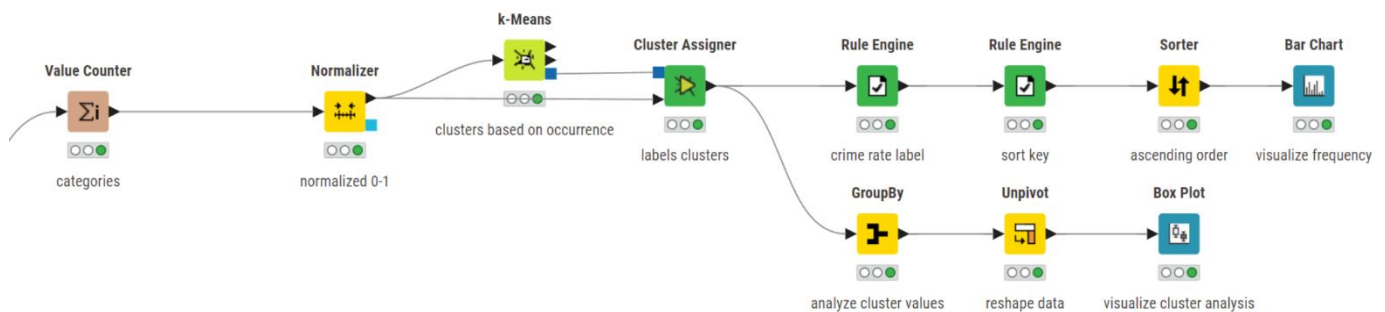 k-Means
Value Counter
Normalizer
Cluster Assigner
Rule Engine
Rule Engine
Sorter
Bar Chart
Σi
clusters based on occurrence
categories
normalized 0-1
labels clusters
crime rate label
sort key
ascending order
visualize frequency
GroupBy
Unpivot
Box Plot
analyze cluster values
reshape data
visualize cluster analysis